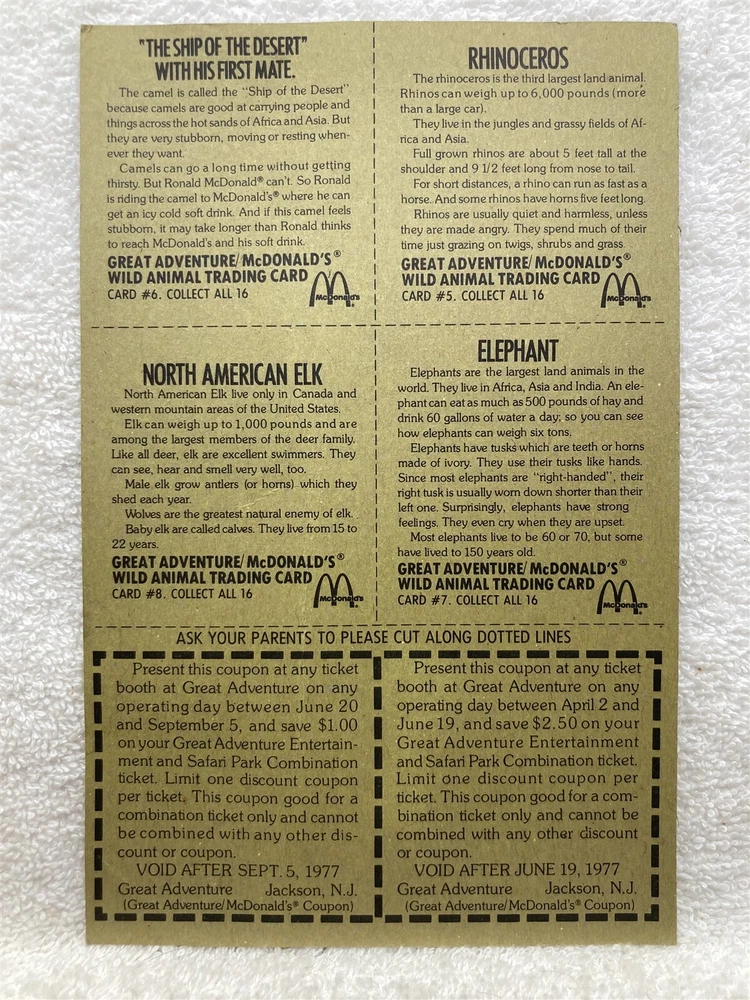 "THE SHIP OF THE DESERT"
WITH HIS FIRST MATE.
The camel is called the "Ship of the Desert"
because camels are good at carrying people and
things across the hot sands of Africa and Asia. But
they are very stubborn, moving or resting when-
ever they want.
Camels can go a long time without getting
thirsty. But Ronald McDonald® can't. So Ronald
is riding the camel to McDonald's® where he can
get an icy cold soft drink. And if this camel feels
stubborn, it may take longer than Ronald thinks
to reach McDonald's and his soft drink.
GREAT ADVENTURE/McDONALD'S®
WILD ANIMAL TRADING CARD
CARD #6. COLLECT ALL 16
McDonald's®
RHINOCEROS
The rhinoceros is the third largest land animal.
Rhinos can weigh up to 6,000 pounds (more
than a large car).
They live in the jungles and grassy fields of Af-
rica and Asia.
Full grown rhinos are about 5 feet tall at the
shoulder and 9 1/2 feet long from nose to tail.
For short distances, a rhino can run as fast as a
horse. And some rhinos have horns five feet long.
Rhinos are usually quiet and harmless, unless
they are made angry. They spend much of their
time just grazing on twigs, shrubs and grass.
GREAT ADVENTURE/McDONALD'S®
WILD ANIMAL TRADING CARD
CARD #5. COLLECT ALL 16
McDonald's®
NORTH AMERICAN ELK
North American Elk live only in Canada and
western mountain areas of the United States.
Elk can weigh up to 1,000 pounds and are
among the largest members of the deer family.
Like all deer, elk are excellent swimmers. They
can see, hear and smell very well, too.
Male elk grow antlers (or horns) which they
shed each year.
Wolves are the greatest natural enemy of elk.
Baby elk are called calves. They live from 15 to
22 years.
GREAT ADVENTURE/McDONALD'S®
WILD ANIMAL TRADING CARD
CARD #8. COLLECT ALL 16
McDonald's®
ELEPHANT
Elephants are the largest land animals in the
world. They live in Africa, Asia and India. An ele-
phant can eat as much as 500 pounds of hay and
drink 60 gallons of water a day; so you can see
how elephants can weigh six tons.
Elephants have tusks which are teeth or horns
made of ivory. They use their tusks like hands.
Since most elephants are "right-handed", their
right tusk is usually worn down shorter than their
left one. Surprisingly, elephants have strong
feelings. They even cry when they are upset.
Most elephants live to be 60 or 70, but some
have lived to 150 years old.
GREAT ADVENTURE/McDONALD'S®
WILD ANIMAL TRADING CARD
CARD #7. COLLECT ALL 16
McDonald's®
ASK YOUR PARENTS TO PLEASE CUT ALONG DOTTED LINES
Present this coupon at any ticket
booth at Great Adventure on any
operating day between June 20
and September 5, and save $1.00
on your Great Adventure Entertain-
ment and Safari Park Combination
ticket. Limit one discount coupon
per ticket. This coupon good for a
combination ticket only and cannot
be combined with any other dis-
count or coupon.
VOID AFTER SEPT. 5, 1977
Great Adventure Jackson, N.J.
(Great Adventure/McDonald's® Coupon)
Present this coupon at any ticket
booth at Great Adventure on any
operating day between April 2 and
June 19, and save $2.50 on your
Great Adventure Entertainment
and Safari Park Combination ticket.
Limit one discount coupon per
ticket. This coupon good for a com-
bination ticket only and cannot be
combined with any other discount
or coupon.
VOID AFTER JUNE 19, 1977
Great Adventure Jackson, N.J.
(Great Adventure/McDonald's® Coupon)